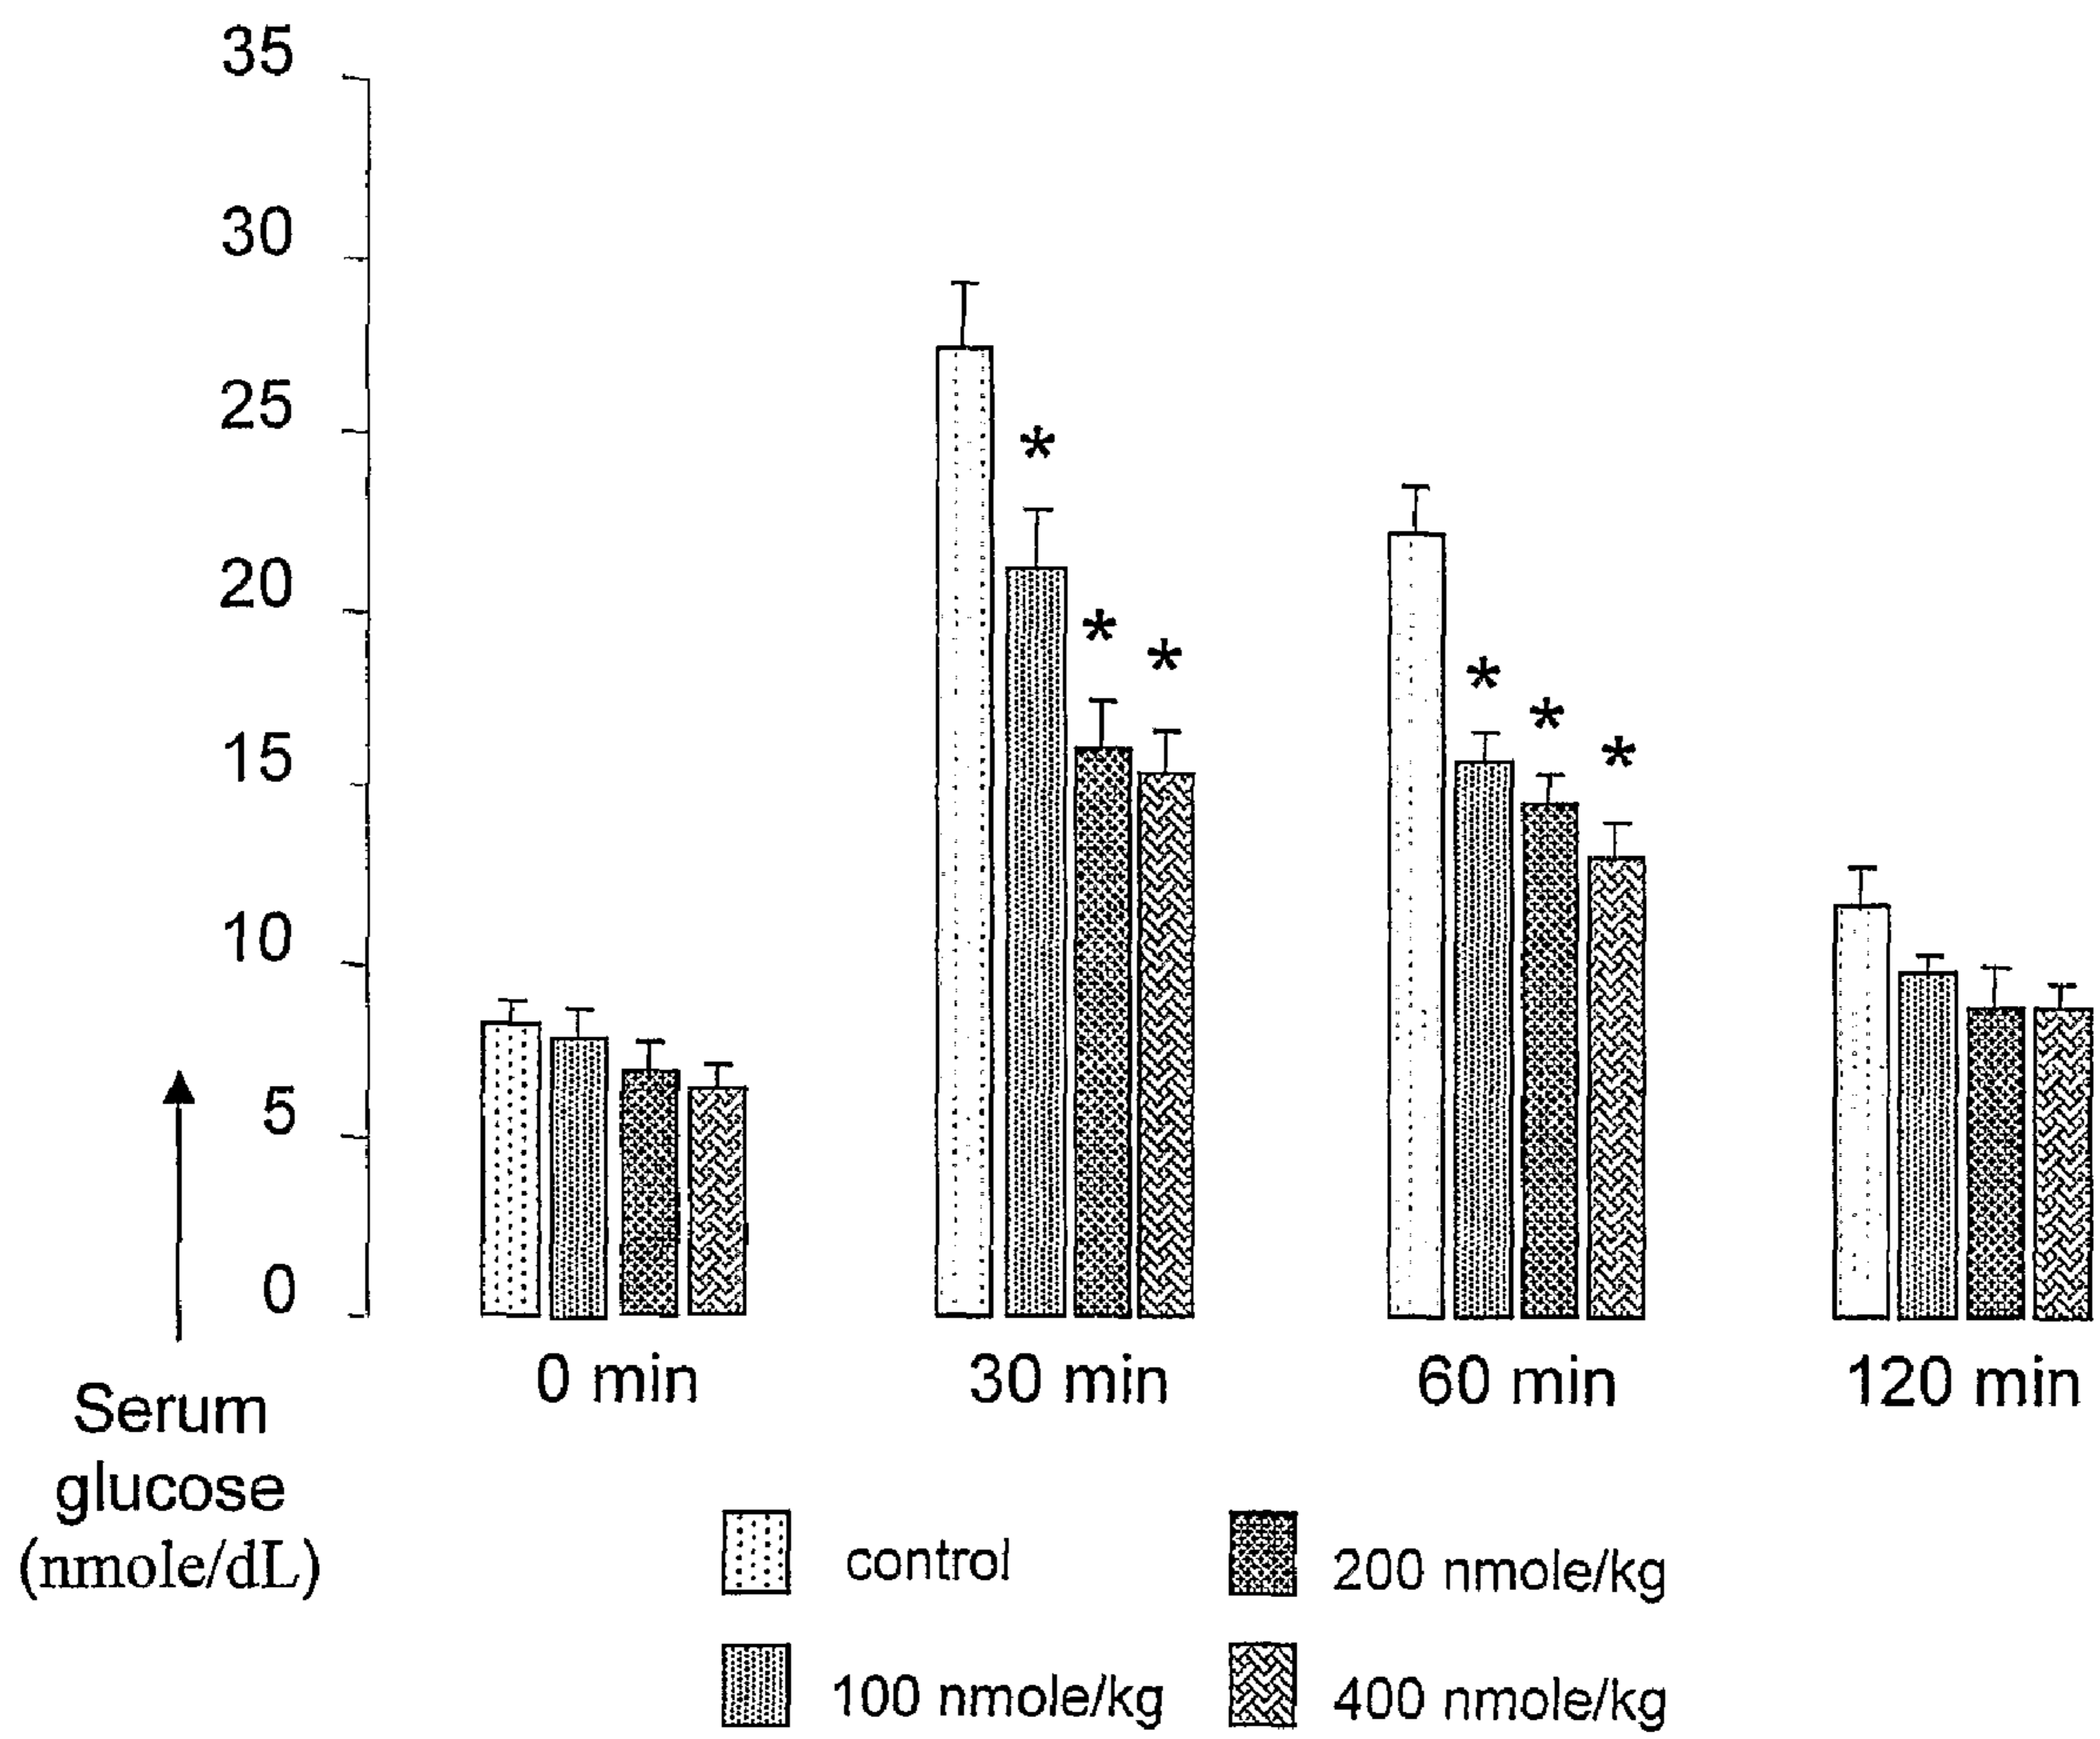 35
30
25
20
15
10
5
0
*
*
*
*
*
*
0 min
30 min
60 min
120 min
Serum
glucose
(nmole/dL)
control
200 nmole/kg
100 nmole/kg
400 nmole/kg